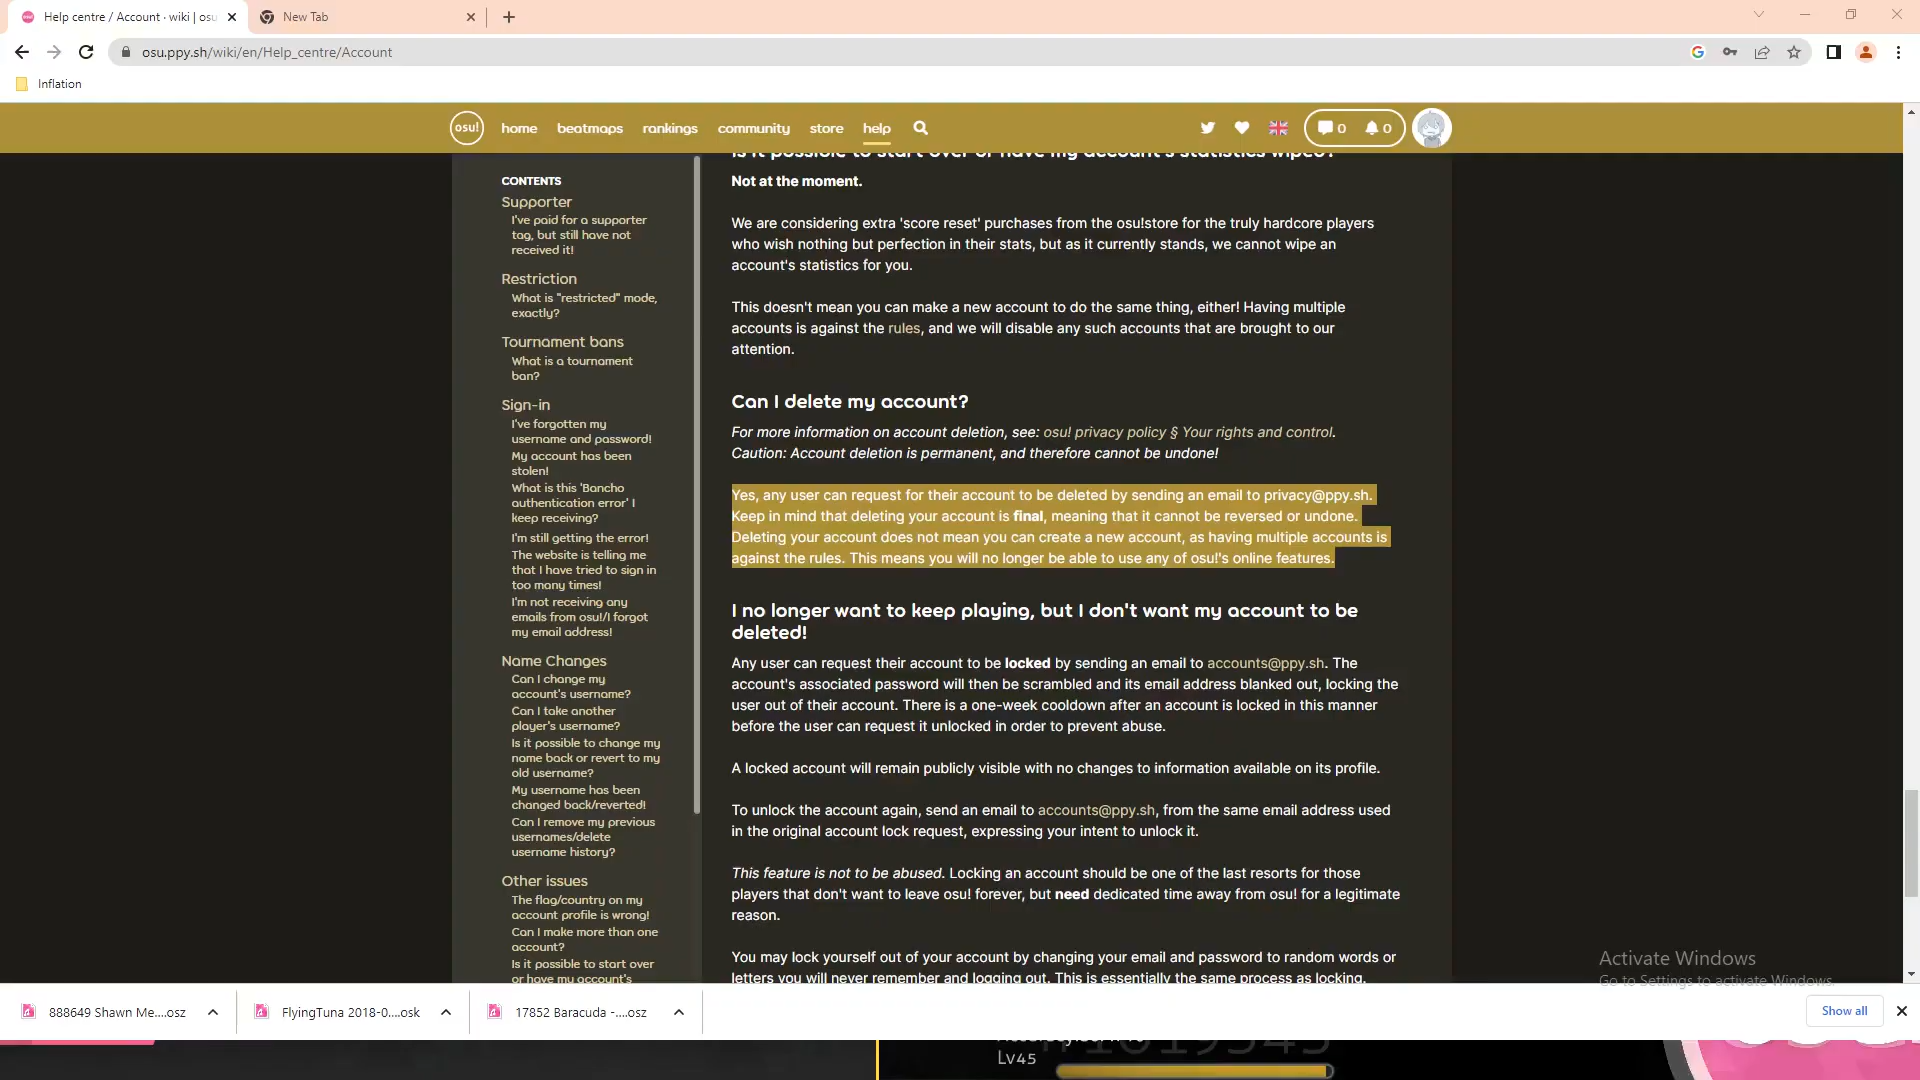 Help centre / Account · wiki | osu
New Tab
osu.ppy.sh/wiki/en/Help_centre/Account
Inflation
osu!
home
beatmaps
rankings
community
store
help
0
0
CONTENTS
Supporter
I've paid for a supporter
tag, but still have not
received it!
Restriction
What is "restricted" mode,
exactly?
Tournament bans
What is a tournament
ban?
Sign-in
I've forgotten my
username and password!
My account has been
stolen!
What is this 'Bancho
authentication error' I
keep receiving?
I'm still getting the error!
The website is telling me
that I have tried to sign in
too many times!
I'm not receiving any
emails from osu!/I forgot
my email address!
Name Changes
Can I change my
account's username?
Can I take another
player's username?
Is it possible to change my
name back or revert to my
old username?
My username has been
changed back/reverted!
Can I remove my previous
usernames/delete
username history?
Other issues
The flag/country on my
account profile is wrong!
Can I make more than one
account?
Is it possible to start over
or have my account's
Is it possible to start over or have my account's statistics wiped?
Not at the moment.
We are considering extra 'score reset' purchases from the osu!store for the truly hardcore players
who wish nothing but perfection in their stats, but as it currently stands, we cannot wipe an
account's statistics for you.
This doesn't mean you can make a new account to do the same thing, either! Having multiple
accounts is against the rules, and we will disable any such accounts that are brought to our
attention.
Can I delete my account?
For more information on account deletion, see: osu! privacy policy § Your rights and control.
Caution: Account deletion is permanent, and therefore cannot be undone!
Yes, any user can request for their account to be deleted by sending an email to privacy@ppy.sh.
Keep in mind that deleting your account is final, meaning that it cannot be reversed or undone.
Deleting your account does not mean you can create a new account, as having multiple accounts is
against the rules. This means you will no longer be able to use any of osu!'s online features.
I no longer want to keep playing, but I don't want my account to be
deleted!
Any user can request their account to be locked by sending an email to accounts@ppy.sh. The
account's associated password will then be scrambled and its email address blanked out, locking the
user out of their account. There is a one-week cooldown after an account is locked in this manner
before the user can request it unlocked in order to prevent abuse.
A locked account will remain publicly visible with no changes to information available on its profile.
To unlock the account again, send an email to accounts@ppy.sh, from the same email address used
in the original account lock request, expressing your intent to unlock it.
This feature is not to be abused. Locking an account should be one of the last resorts for those
players that don't want to leave osu! forever, but need dedicated time away from osu! for a legitimate
reason.
You may lock yourself out of your account by changing your email and password to random words or
letters you will never remember and logging out. This is essentially the same process as locking.
Activate Windows
Go to Settings to activate Windows.
888649 Shawn Me....osz
FlyingTuna 2018-0....osk
17852 Baracuda -....osz
Show all
Lv45